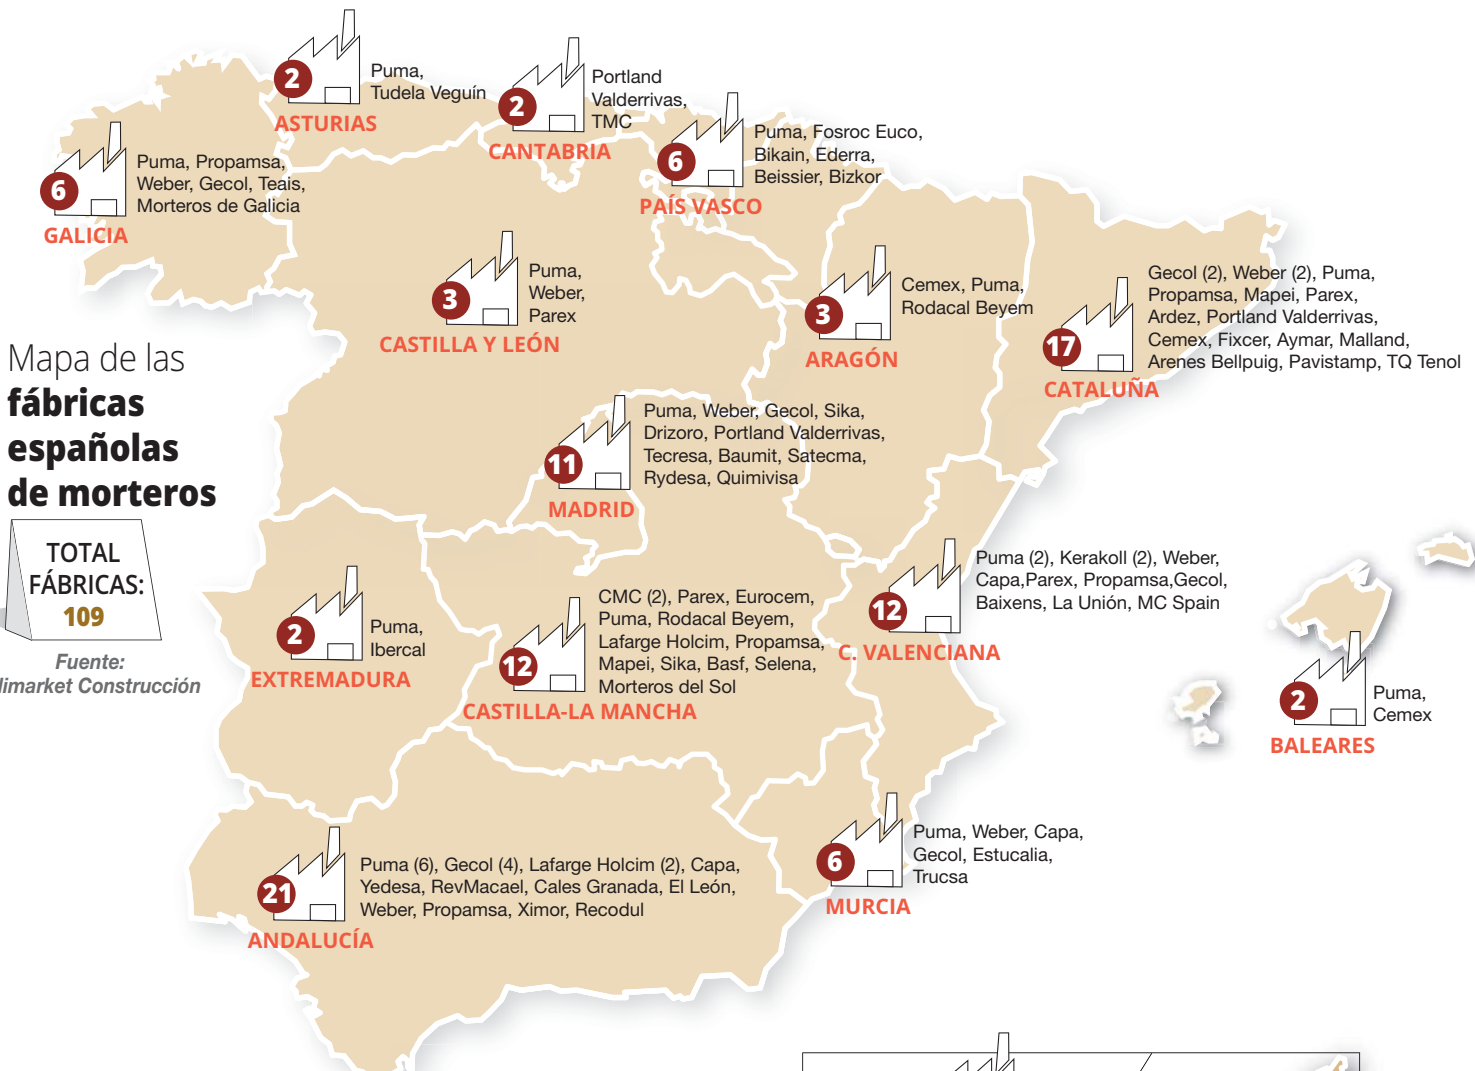 2
Puma,
Tudela Veguín
ASTURIAS
2
Portland
Valderrivas,
TMC
CANTABRIA
6
Puma, Fosroc Euco,
Bikain, Ederra,
Beissier, Bizkor
PAÍS VASCO
6
Puma, Propamsa,
Weber, Gecol, Teais,
Morteros de Galicia
GALICIA
3
Puma,
Weber,
Parex
CASTILLA Y LEÓN
3
Cemex, Puma,
Rodacal Beyem
ARAGÓN
17
Gecol (2), Weber (2), Puma,
Propamsa, Mapei, Parex,
Ardez, Portland Valderrivas,
Cemex, Fixcer, Aymar, Malland,
Arenes Bellpuig, Pavistamp, TQ Tenol
CATALUÑA
Mapa de las
fábricas
españolas
de morteros
TOTAL
FÁBRICAS:
109
Fuente:
limarket Construcción
11
Puma, Weber, Gecol, Sika,
Drizoro, Portland Valderrivas,
Tecresa, Baumit, Satecma,
Rydesa, Quimivisa
MADRID
2
Puma,
Ibercal
EXTREMADURA
12
CMC (2), Parex, Eurocem,
Puma, Rodacal Beyem,
Lafarge Holcim, Propamsa,
Mapei, Sika, Basf, Selena,
Morteros del Sol
CASTILLA-LA MANCHA
12
Puma (2), Kerakoll (2), Weber,
Capa,Parex, Propamsa,Gecol,
Baixens, La Unión, MC Spain
C. VALENCIANA
2
Puma,
Cemex
BALEARES
21
Puma (6), Gecol (4), Lafarge Holcim (2), Capa,
Yedesa, RevMacael, Cales Granada, El León,
Weber, Propamsa, Ximor, Recodul
ANDALUCÍA
6
Puma, Weber, Capa,
Gecol, Estucalia,
Trucsa
MURCIA